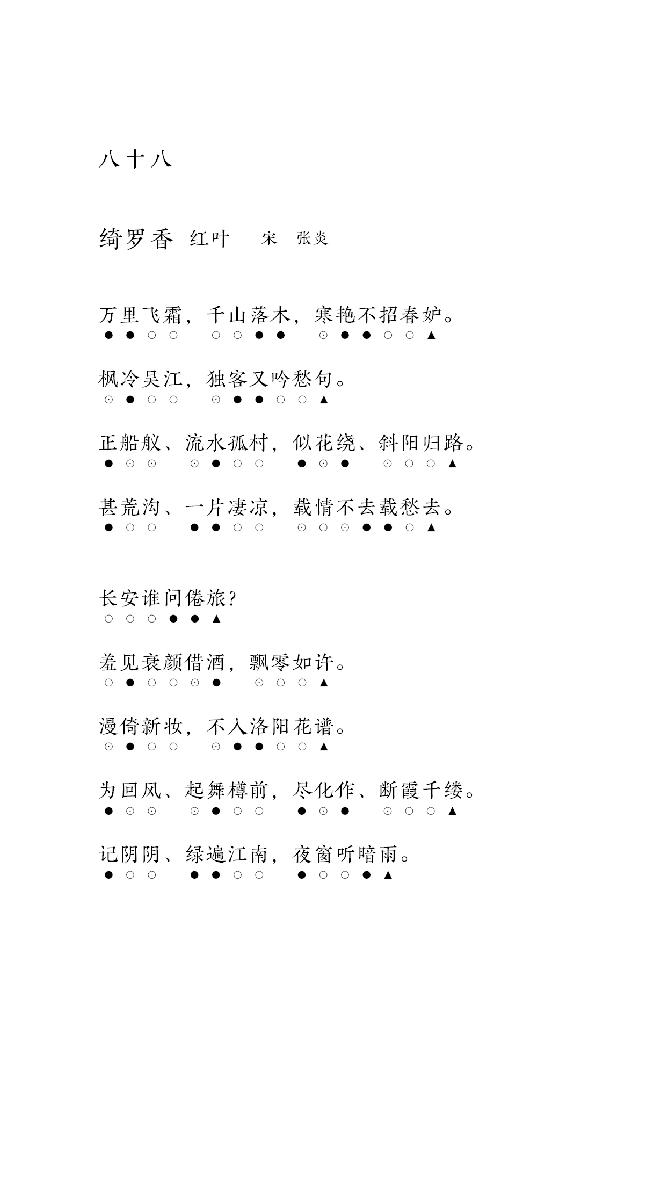 八十八
绮罗香 红叶 宋 张炎
万里飞霜，千山落木，寒艳不招春妒。
●●○○ ○○●● ⊙●●○○▲
枫冷吴江，独客又吟愁句。
⊙●○○ ⊙●●○○▲
正船舣、流水孤村，似花绕、斜阳归路。
●⊙⊙ ⊙●○○ ●⊙● ⊙○○▲
甚荒沟、一片凄凉，载情不去载愁去。
●○○ ●●○○ ⊙⊙⊙●●○▲
长安谁问倦旅？
○○○●●▲
羞见衰颜借酒，飘零如许。
○●○○⊙● ⊙○○▲
漫倚新妆，不入洛阳花谱。
⊙●○○ ⊙●●○○▲
为回风、起舞樽前，尽化作、断霞千缕。
●⊙⊙ ⊙●○○ ●⊙● ⊙○○▲
记阴阴、绿遍江南，夜窗听暗雨。
●○○ ●●○○ ●○○●▲